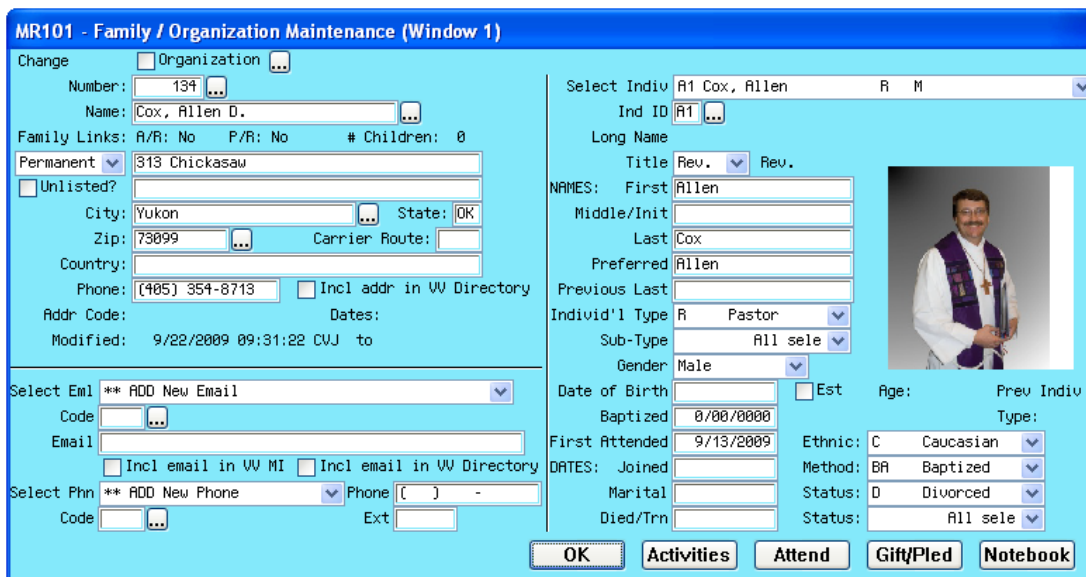 MR101 - Family / Organization Maintenance (Window 1)
Change Organization ...
Number: 134 ...
Name: Cox, Allen D. ...
Family Links: A/R: No P/R: No # Children: 0
Permanent 313 Chickasaw
Unlisted?
City: Yukon ... State: OK
Zip: 73099 ... Carrier Route:
Country:
Phone: (405) 354-8713 Incl addr in VV Directory
Addr Code: Dates:
Modified: 9/22/2009 09:31:22 CVJ to
Select Eml ** ADD New Email
Code ...
Email
Incl email in VV MI Incl email in VV Directory
Select Phn ** ADD New Phone Phone ( ) -
Code ... Ext
Select Indiv A1 Cox, Allen R M
Ind ID A1 ...
Long Name
Title Rev. Rev.
NAMES: First Allen
Middle/Init
Last Cox
Preferred Allen
Previous Last
Individ'l Type R Pastor
Sub-Type All sele
Gender Male
Date of Birth Est Age: Prev Indiv
Baptized 0/00/0000 Type:
First Attended 9/13/2009 Ethnic: C Caucasian
DATES: Joined Method: BA Baptized
Marital Status: D Divorced
Died/Trn Status: All sele
OK Activities Attend Gift/Pled Notebook